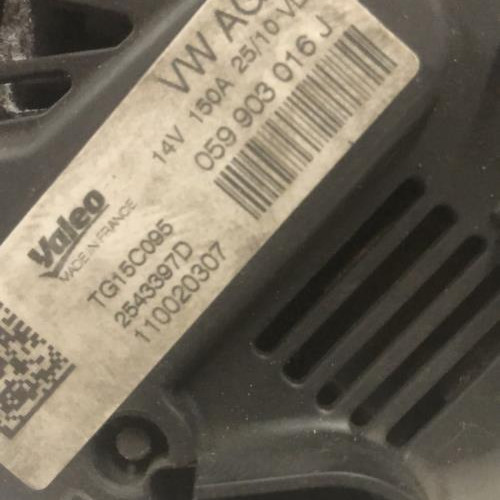 VW AG
14V 150A 25/10
059 903 016 J
Valeo
MADE IN FRANCE
TG15C095
2543397D
110020307